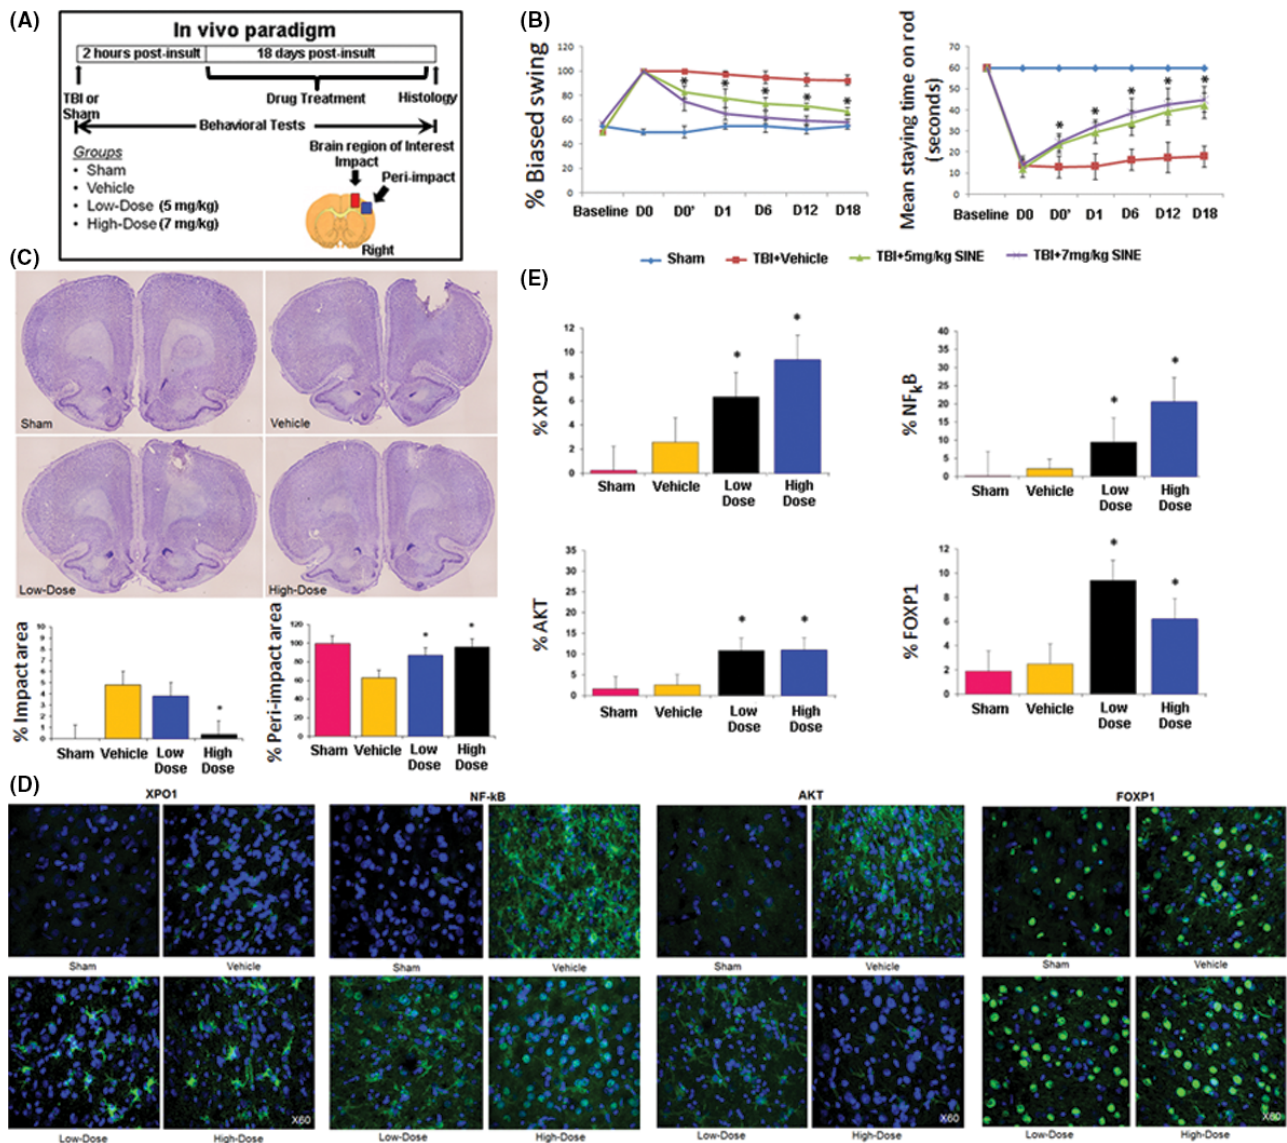 (A)
In vivo paradigm
2 hours post-insult
18 days post-insult
TBI or
Sham
Drug Treatment
Histology
Behavioral Tests
Groups
• Sham
• Vehicle
• Low-Dose (5 mg/kg)
• High-Dose (7 mg/kg)
Brain region of Interest
Impact
Peri-impact
Right
(B)
% Biased swing
120
100
80
60
40
20
0
Baseline D0 D0' D1 D6 D12 D18
* * * * *
Mean staying time on rod
(seconds)
70
60
50
40
30
20
10
0
Baseline D0 D0' D1 D6 D12 D18
* * * * *
Sham TBI+Vehicle TBI+5mg/kg SINE TBI+7mg/kg SINE
(C)
Sham
Vehicle
Low-Dose
High-Dose
% Impact area
10
9
8
7
6
5
4
3
2
1
0
*
Sham Vehicle Low High
Dose Dose
% Peri-impact area
120
100
80
60
40
20
0
* *
Sham Vehicle Low High
Dose Dose
(E)
% XPO1
12
10
8
6
4
2
0
* *
Sham Vehicle Low High
Dose Dose
% NFkB
40
35
30
25
20
15
10
5
0
* *
Sham Vehicle Low High
Dose Dose
% AKT
35
30
25
20
15
10
5
0
* *
Sham Vehicle Low High
Dose Dose
% FOXP1
12
10
8
6
4
2
0
* *
Sham Vehicle Low High
Dose Dose
(D)
XPO1
NF-kB
AKT
FOXP1
Sham Vehicle Sham Vehicle Sham Vehicle Sham Vehicle
X60
X60
X60
Low-Dose High-Dose Low-Dose High-Dose Low-Dose High-Dose Low-Dose High-Dose